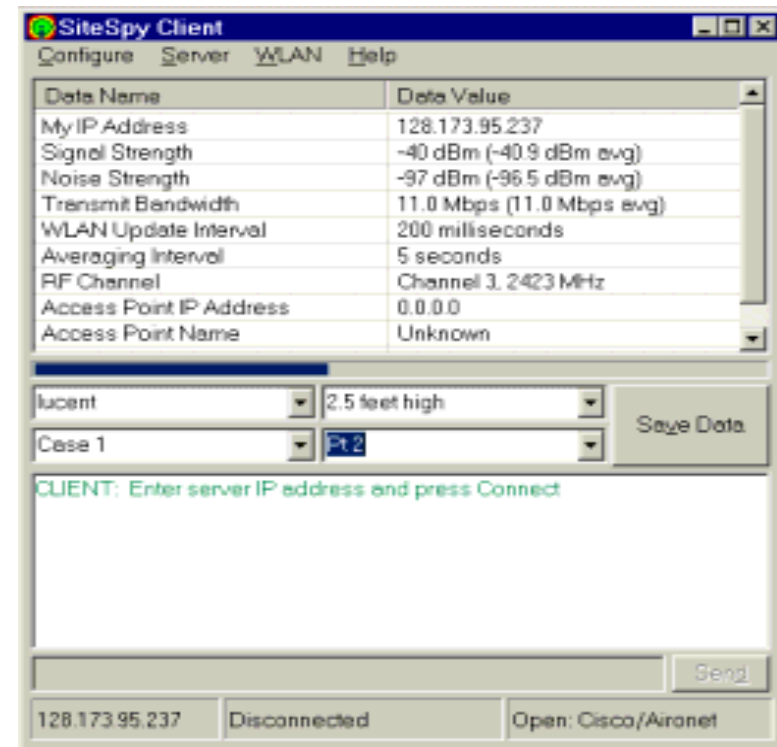 SiteSpy Client
Configure Server WLAN Help
Data Name Data Value
My IP Address 128.173.95.237
Signal Strength -40 dBm (-40.9 dBm avg)
Noise Strength -97 dBm (-96.5 dBm avg)
Transmit Bandwidth 11.0 Mbps (11.0 Mbps avg)
WLAN Update Interval 200 milliseconds
Averaging Interval 5 seconds
RF Channel Channel 3, 2423 MHz
Access Point IP Address 0.0.0.0
Access Point Name Unknown
lucent 2.5 feet high
Save Data
Case 1 Pt 2
CLIENT: Enter server IP address and press Connect
Send
128.173.95.237 Disconnected Open: Cisco/Aironet